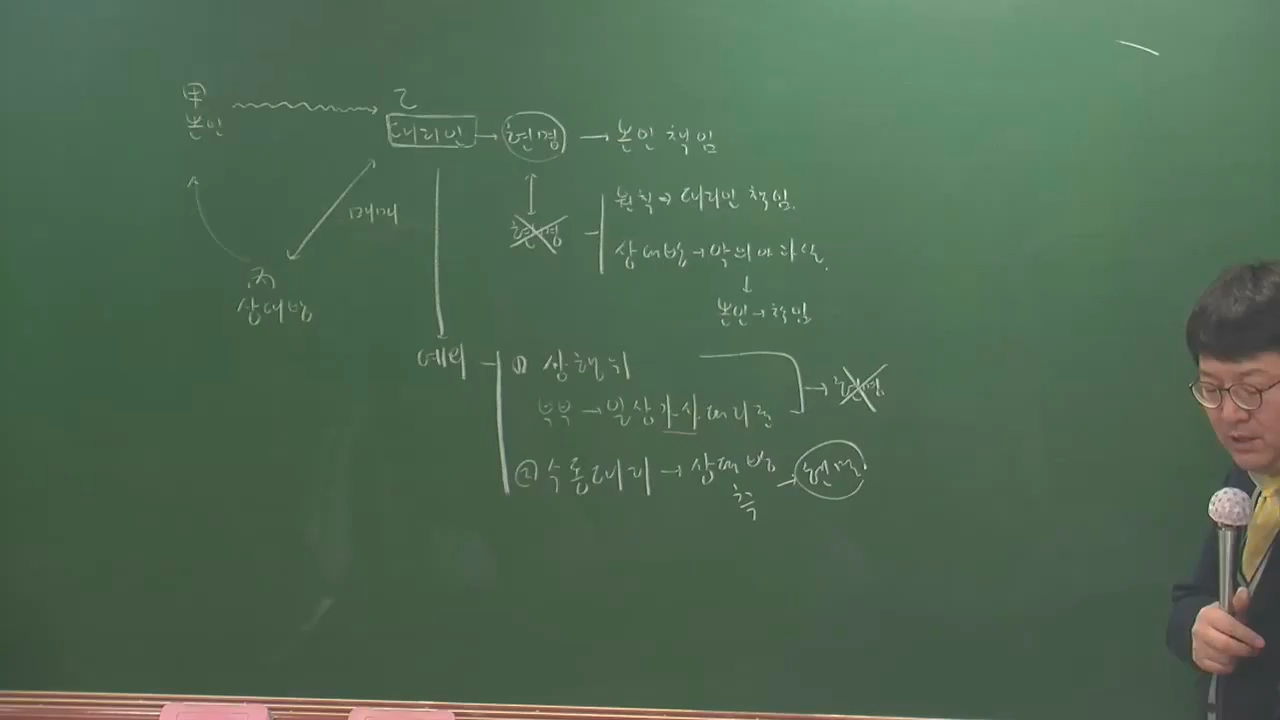 乙
본인
대리인 → 현명 → 본인 책임
원칙 → 대리인 책임.
매매
현명
상대방 → 악의 or 과실.
본인 → 책임
상대방
예외
① 상행위
현명
부부 → 일상가사대리권
② 수동대리 → 상대방 측 → 현명